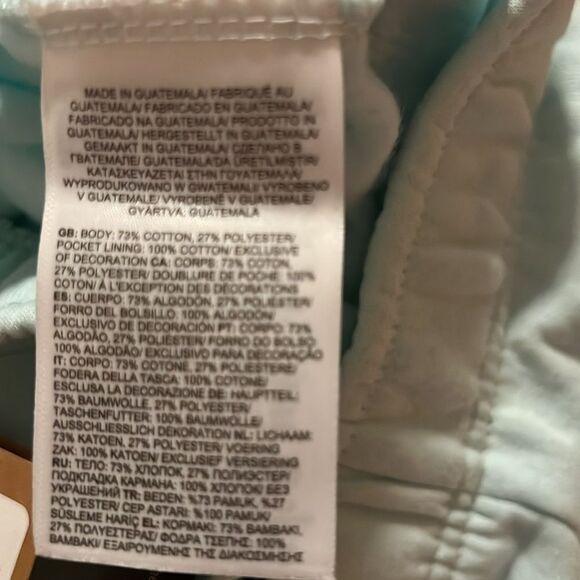 MADE IN GUATEMALA/ FABRIQUÉ AU
GUATEMALA/ FABRICADO EN GUATEMALA/
FABRICADO NA GUATEMALA/ PRODOTTO IN
GUATEMALA/ HERGESTELLT IN GUATEMALA/
GEMAAKT IN GUATEMALA/ СДЕЛАНО В
ГВАТЕМАЛЕ/ GUATEMALA'DA ÜRETILMISTIR/
ΚΑΤΑΣΚΕΥΑΖΕΤΑΙ ΣΤΗΝ ΓΟΥΑΤΕΜΑΛΑ/
WYPRODUKOWANO W GWATEMALI/ VYROBENO
V GUATEMALE/ VYROBENÉ V GUATEMALE/
GYÁRTVA: GUATEMALA
GB: BODY: 73% COTTON, 27% POLYESTER/
POCKET LINING: 100% COTTON/ EXCLUSIVE
OF DECORATION CA: CORPS: 73% COTON,
27% POLYESTER/ DOUBLURE DE POCHE: 100%
COTON/ À L'EXCEPTION DES DÉCORATIONS
ES: CUERPO: 73% ALGODÓN, 27% POLIESTER/
FORRO DEL BOLSILLO: 100% ALGODÓN/
EXCLUSIVO DE DECORACIÓN PT: CORPO: 73%
ALGODÃO, 27% POLIÉSTER/ FORRO DO BOLSO:
100% ALGODÃO/ EXCLUSIVO PARA DECORAÇÃO
IT: CORPO: 73% COTONE, 27% POLIESTERE/
FODERA DELLA TASCA: 100% COTONE/
ESCLUSA LA DECORAZIONE DE: HAUPTTEIL:
73% BAUMWOLLE, 27% POLYESTER/
TASCHENFUTTER: 100% BAUMWOLLE/
AUSSCHLIESSLICH DEKORATION NL: LICHAAM:
73% KATOEN, 27% POLYESTER/ VOERING
ZAK: 100% KATOEN/ EXCLUSIEF VERSIERING
RU: ТЕЛО: 73% ХЛОПОК, 27% ПОЛИЭСТЕР/
ПОДКЛАДКА КАРМАНА: 100% ХЛОПОК/ БЕЗ
УКРАШЕНИЙ TR: BEDEN: %73 PAMUK, %27
POLYESTER/ CEP ASTARI: %100 PAMUK/
SÜSLEME HARİÇ EL: ΚΟΡΜΑΚΙ: 73% ΒΑΜΒΑΚΙ,
27% ΠΟΛΥΕΣΤΕΡΑΣ/ ΦΟΔΡΑ ΤΣΕΠΗΣ: 100%
ΒΑΜΒΑΚΙ/ ΕΞΑΙΡΟΥΜΕΝΗΣ ΤΗΣ ΔΙΑΚΟΣΜΗΣΗΣ